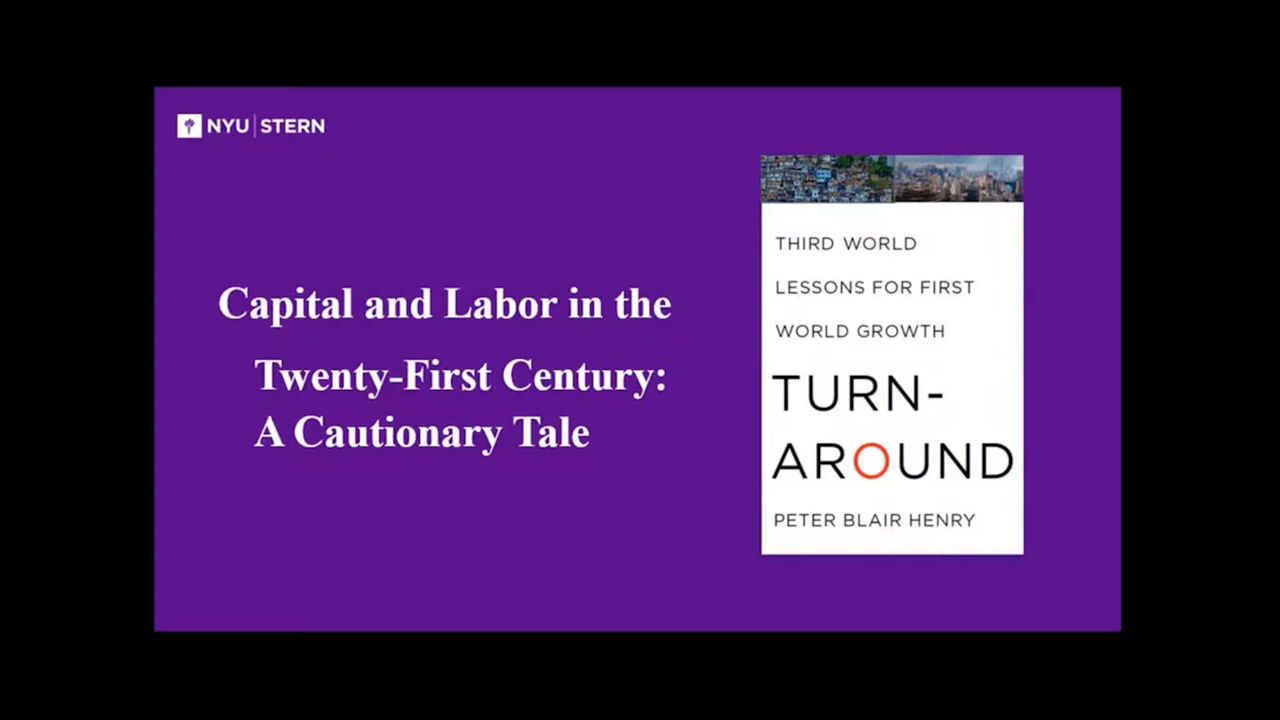 NYU | STERN
Capital and Labor in the
Twenty-First Century:
A Cautionary Tale
THIRD WORLD
LESSONS FOR FIRST
WORLD GROWTH
TURN-
AROUND
PETER BLAIR HENRY